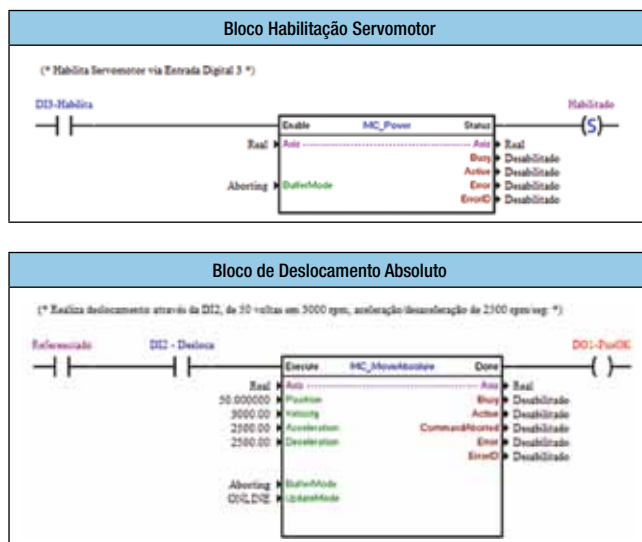 Bloco Habilitação Servomotor
(* Habilita Servomotor via Entrada Digital 3 *)
DI3-Habilita Habilitado
S
Enable MC_Power Status
Real Axis Axis Real
Busy Desabilitado
Active Desabilitado
Aborting BufferMode Error Desabilitado
ErrorID Desabilitado
Bloco de Deslocamento Absoluto
(* Realiza deslocamento através da DI2, de 50 voltas em 3000 rpm, aceleração/desaceleração de 2500 rpm/seg. *)
Referenciado DI2 - Desloca DO1-PosOK
Execute MC_MoveAbsolute Done
Real Axis Axis Real
50.000000 Position Busy Desabilitado
3000.00 Velocity Active Desabilitado
2500.00 Acceleration CommandAborted Desabilitado
2500.00 Deceleration Error Desabilitado
ErrorID Desabilitado
Aborting BufferMode
ONLINE UpdateMode